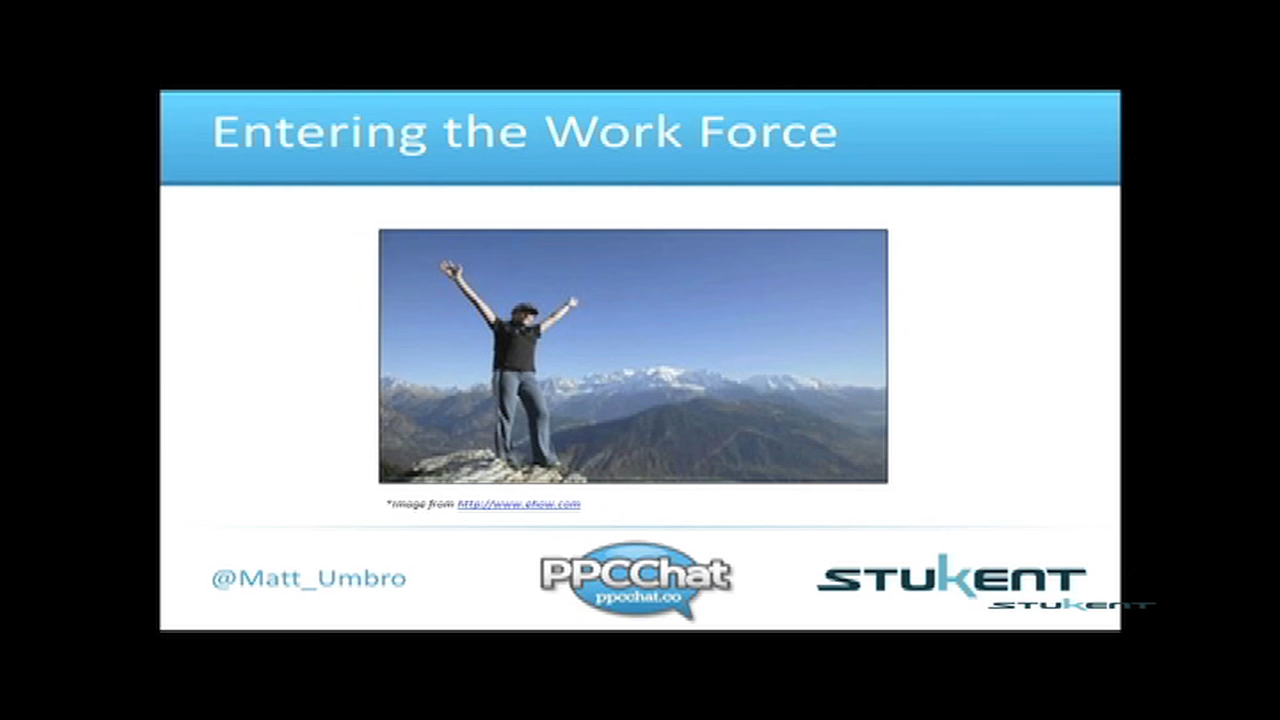 Entering the Work Force
*Image from http://www.ehow.com
@Matt_Umbro
PPCChat
ppcchat.co
STUKENT
STUKENT